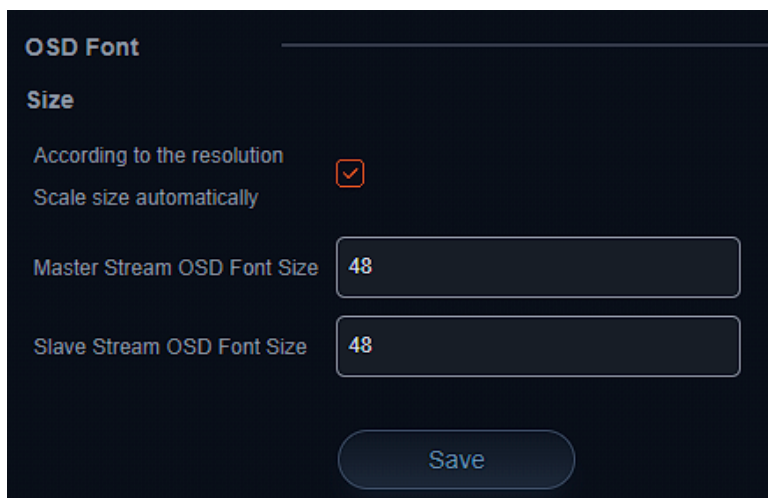 OSD Font
Size
According to the resolution
Scale size automatically
Master Stream OSD Font Size 48
Slave Stream OSD Font Size 48
Save